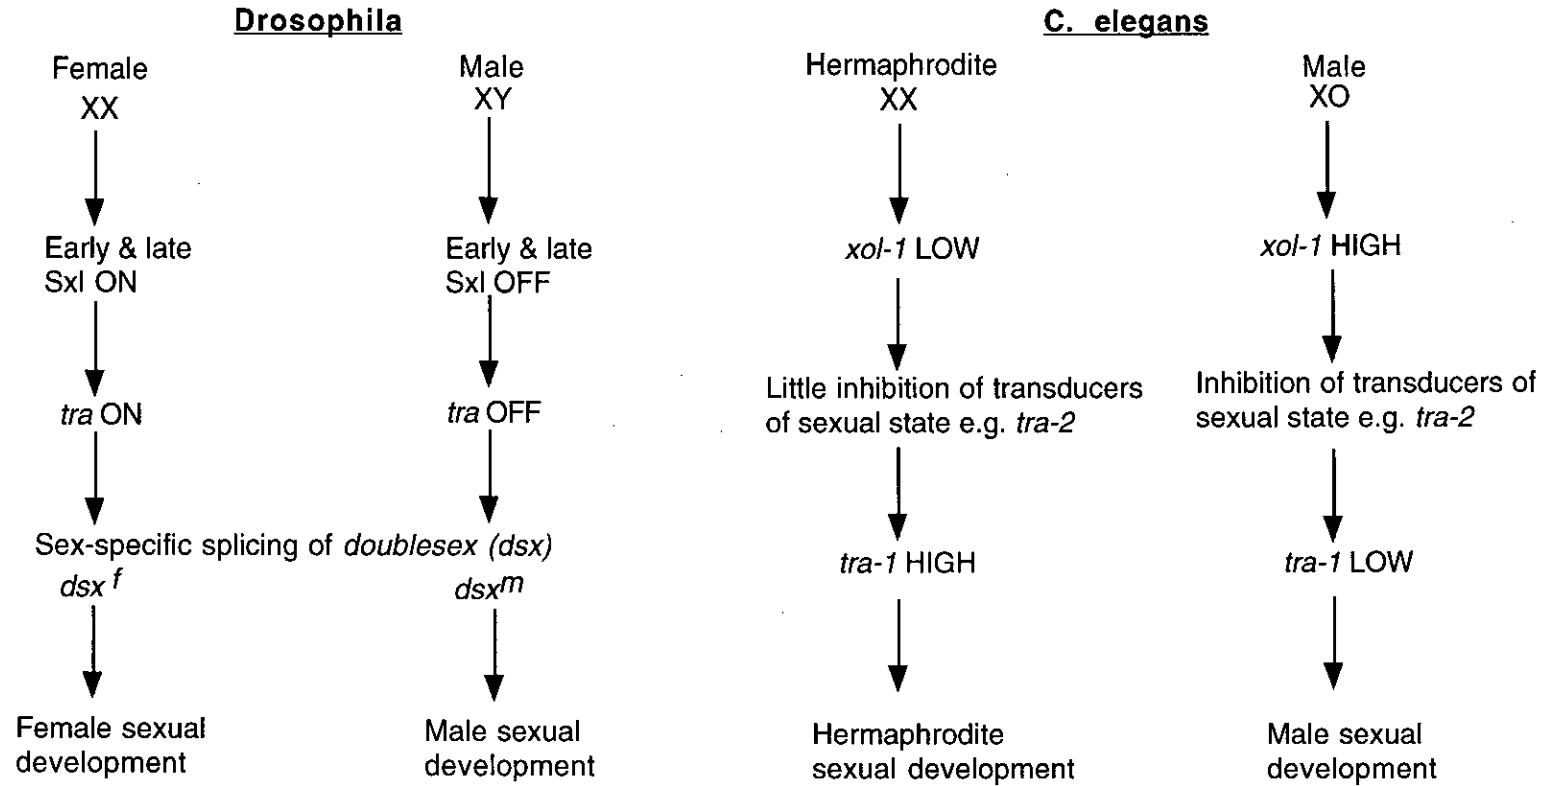 Drosophila
Female
XX
Early & late
Sxl ON
tra ON
Male
XY
Early & late
Sxl OFF
tra OFF
Sex-specific splicing of doublesex (dsx)
dsx f
Female sexual
development
dsxm
Male sexual
development
C. elegans
Hermaphrodite
XX
xol-1 LOW
Little inhibition of transducers
of sexual state e.g. tra-2
tra-1 HIGH
Hermaphrodite
sexual development
Male
XO
xol-1 HIGH
Inhibition of transducers of
sexual state e.g. tra-2
tra-1 LOW
Male sexual
development